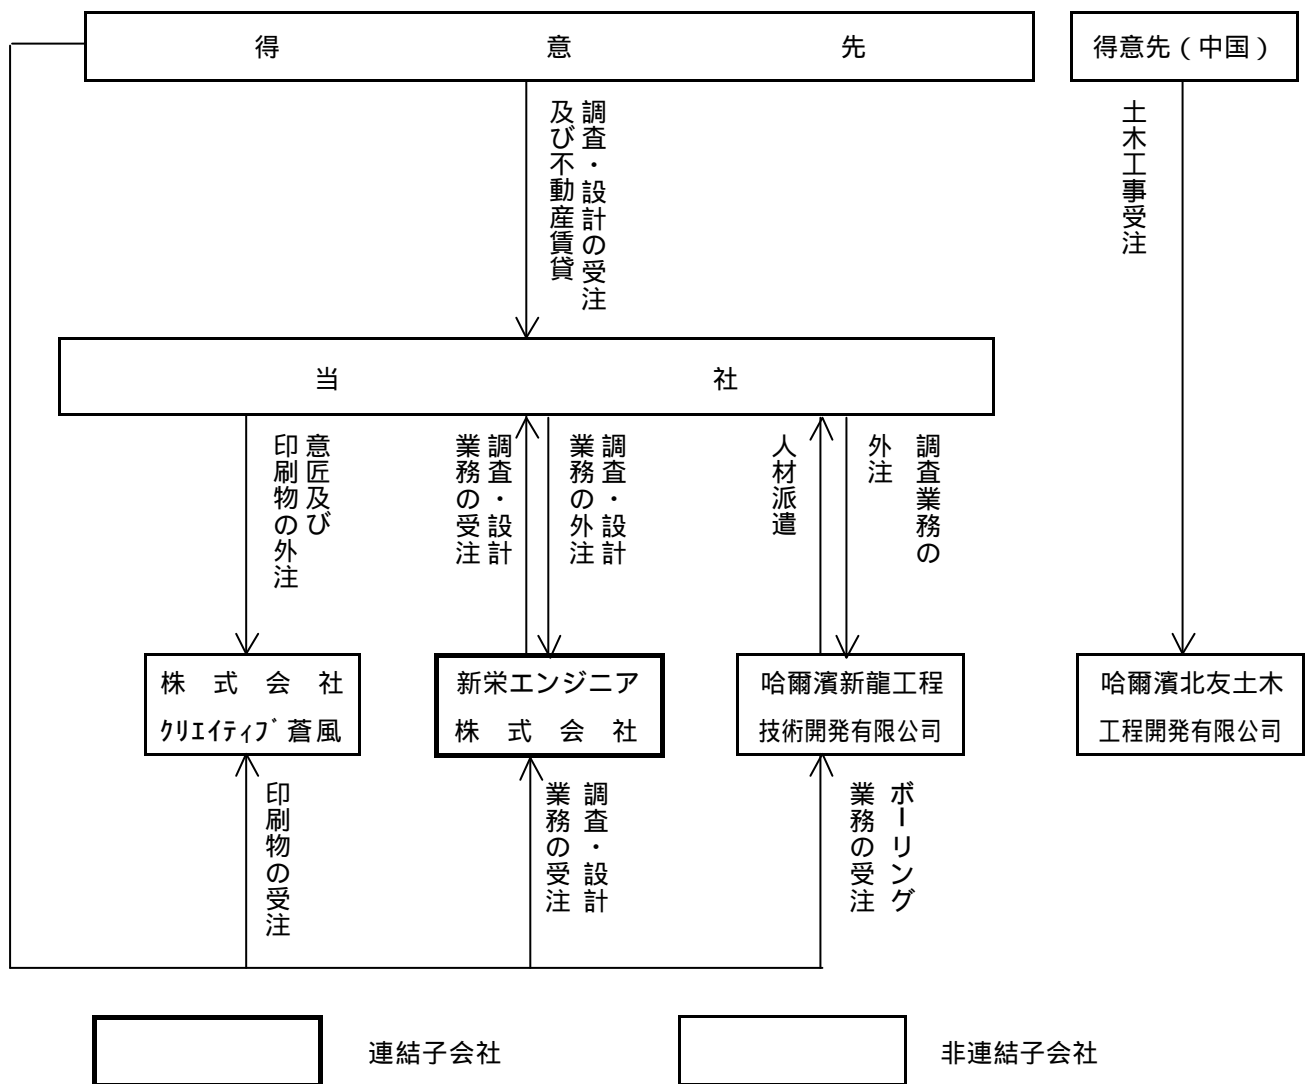 得　意　先
得意先（中国）
調査・設計の受注
及び不動産賃貸
土木工事受注
当　社
意匠及び
印刷物の外注
調査・設計
業務の受注
調査・設計
業務の外注
人材派遣
調査業務の
外注
株　式　会　社
ｸﾘｴｲﾃｨﾌﾞ蒼風
新栄エンジニア
株　式　会　社
哈爾濱新龍工程
技術開発有限公司
哈爾濱北友土木
工程開発有限公司
印刷物の受注
調査・設計
業務の受注
ボーリング
業務の受注
連結子会社
非連結子会社